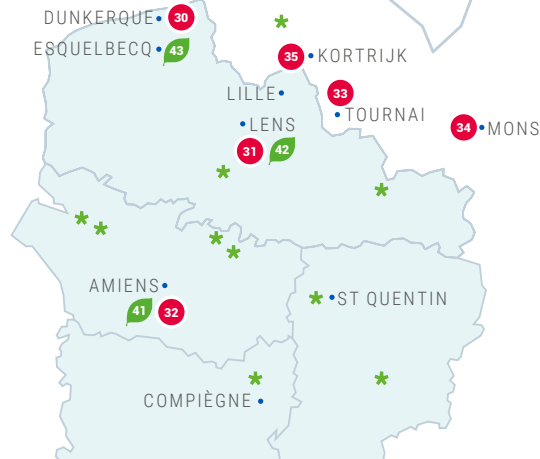 DUNKERQUE 30
ESQUELBECQ 43
35 KORTRIJK
LILLE
33
TOURNAI
LENS
34 MONS
31 42
AMIENS
41 32
ST QUENTIN
COMPIÈGNE